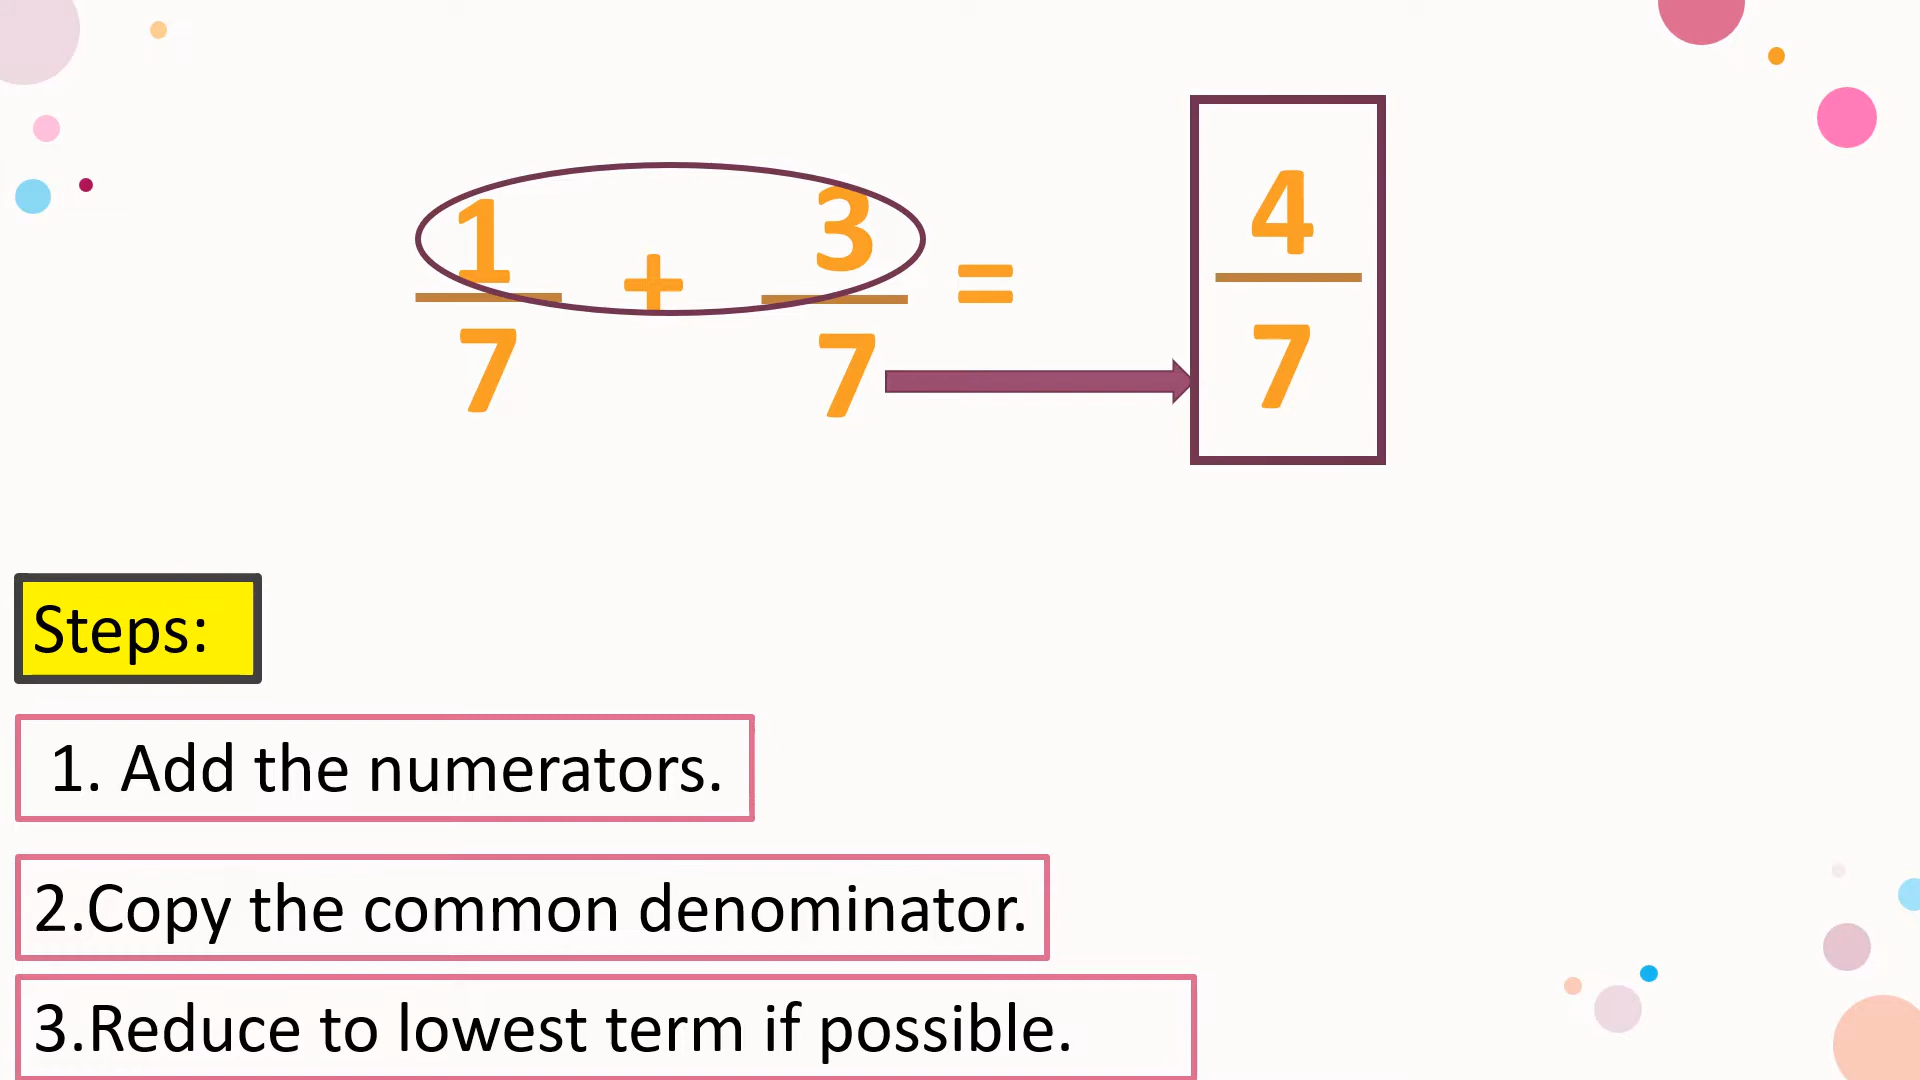 1 + 3 = 4
7 7 7
Steps:
1. Add the numerators.
2.Copy the common denominator.
3.Reduce to lowest term if possible.